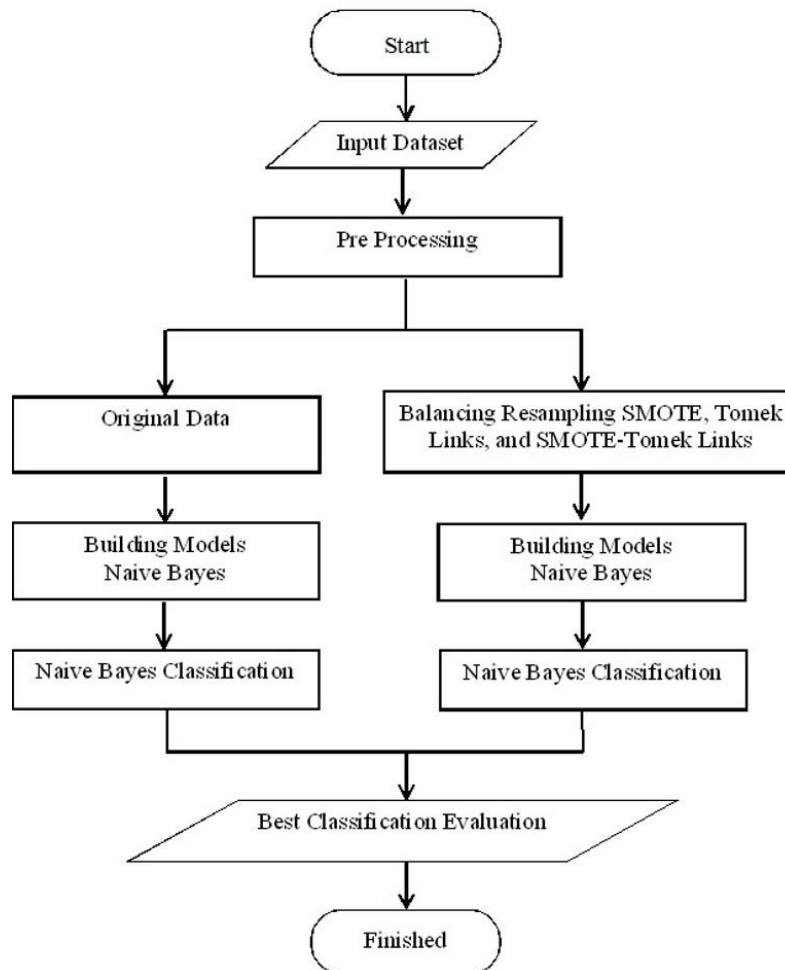 Start
Input Dataset
Pre Processing
Original Data
Balancing Resampling SMOTE, Tomek
Links, and SMOTE-Tomek Links
Building Models
Naive Bayes
Building Models
Naive Bayes
Naive Bayes Classification
Naive Bayes Classification
Best Classification Evaluation
Finished